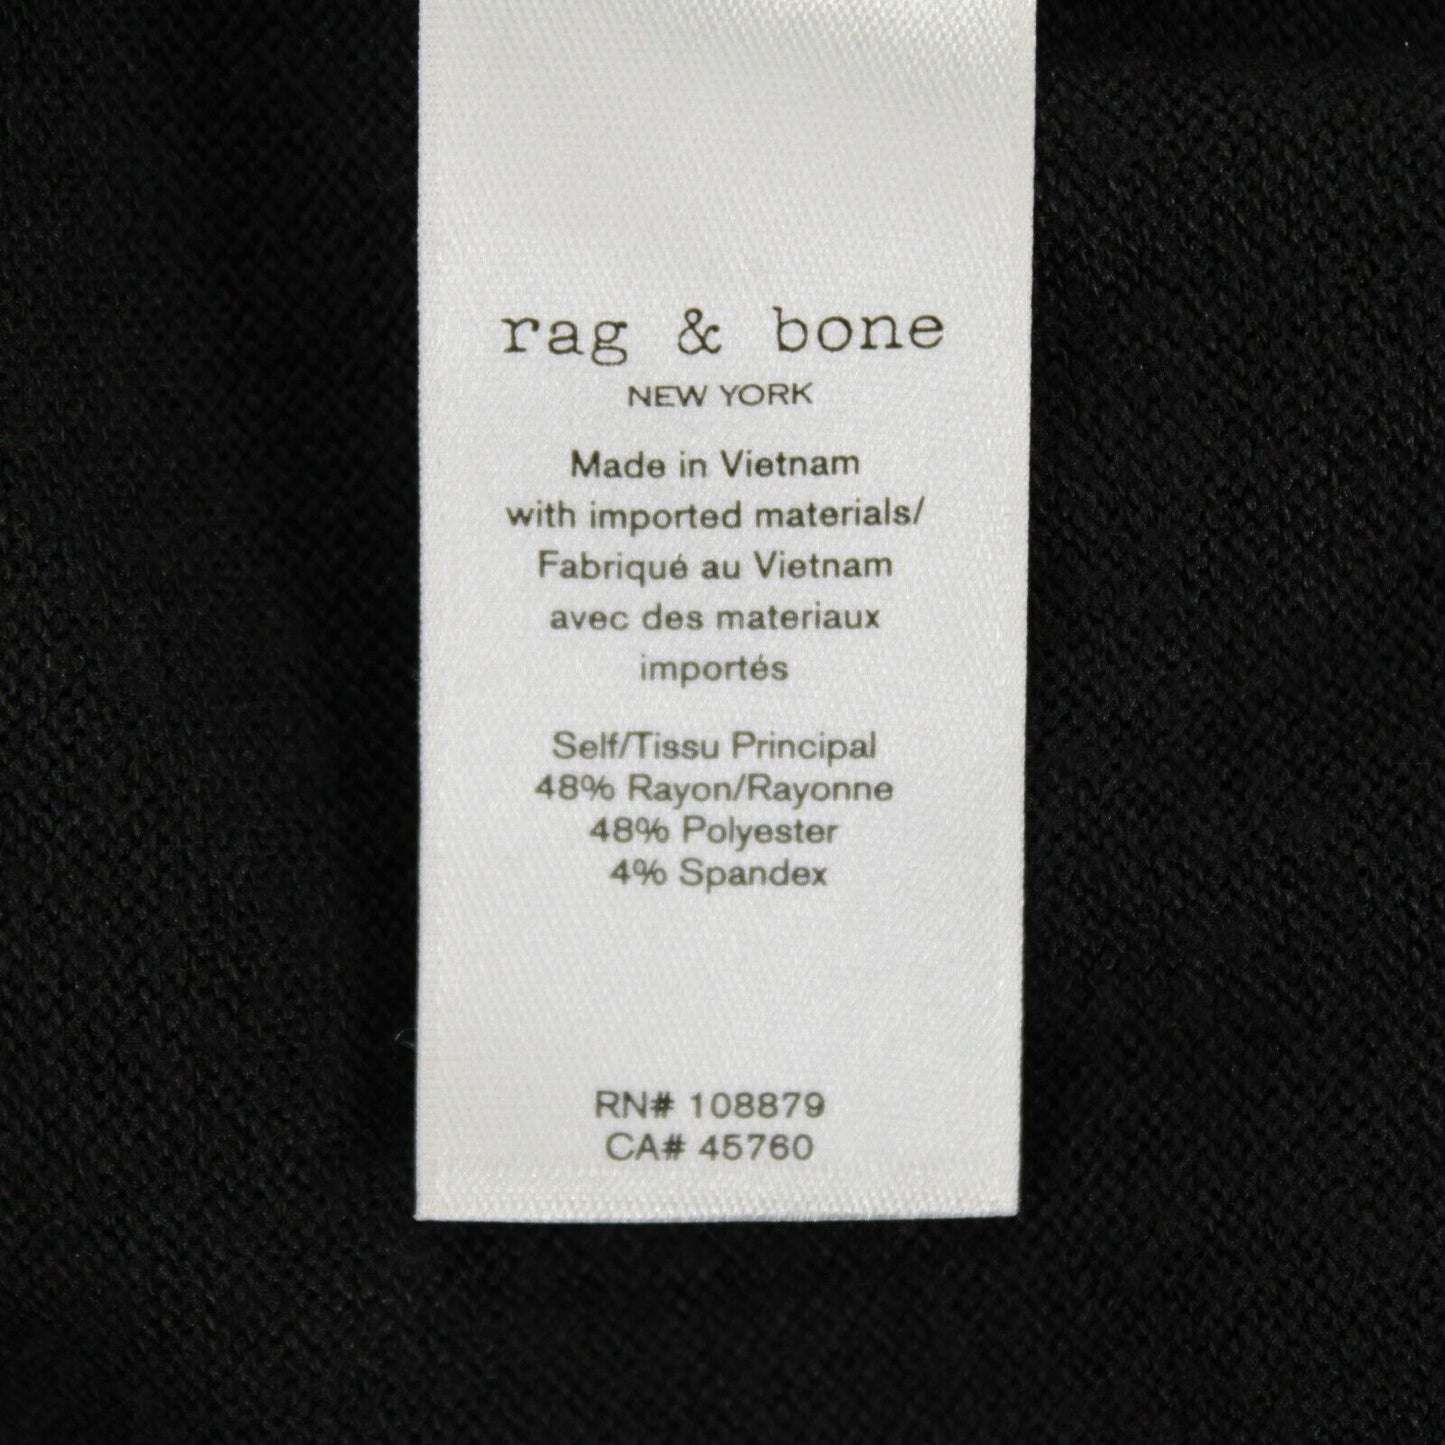 rag & bone
NEW YORK
Made in Vietnam
with imported materials/
Fabriqué au Vietnam
avec des materiaux
importés
Self/Tissu Principal
48% Rayon/Rayonne
48% Polyester
4% Spandex
RN# 108879
CA# 45760